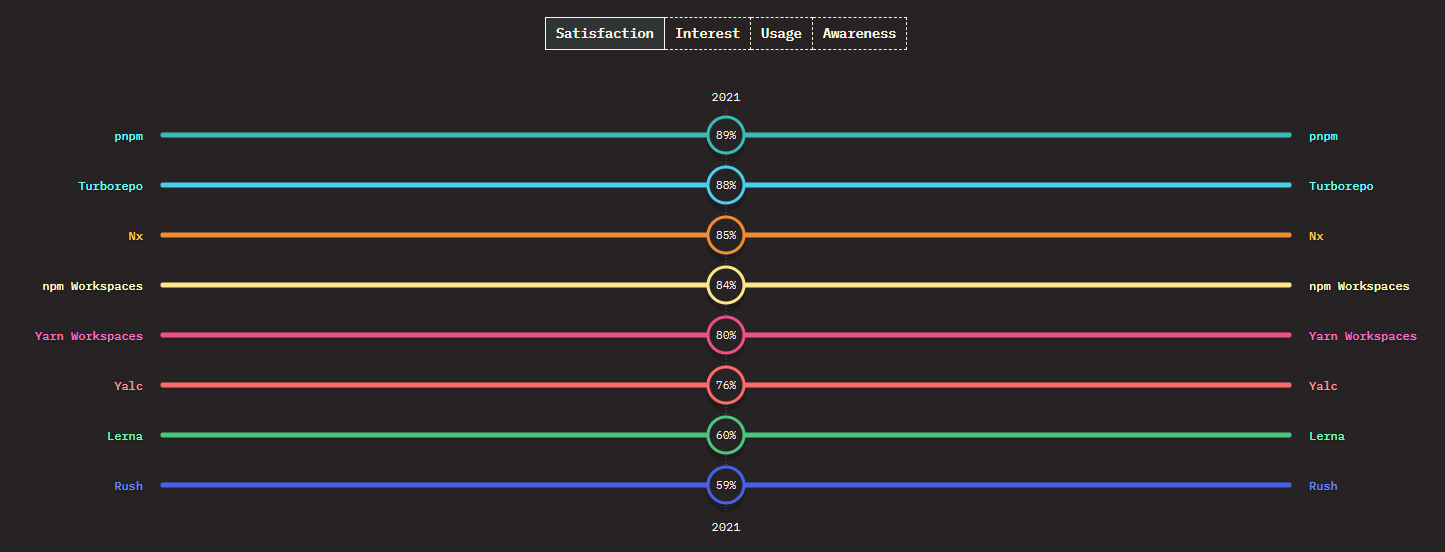 Satisfaction Interest Usage Awareness
2021
pnpm 89% pnpm
Turborepo 88% Turborepo
Nx 85% Nx
npm Workspaces 84% npm Workspaces
Yarn Workspaces 80% Yarn Workspaces
Yalc 76% Yalc
Lerna 60% Lerna
Rush 59% Rush
2021